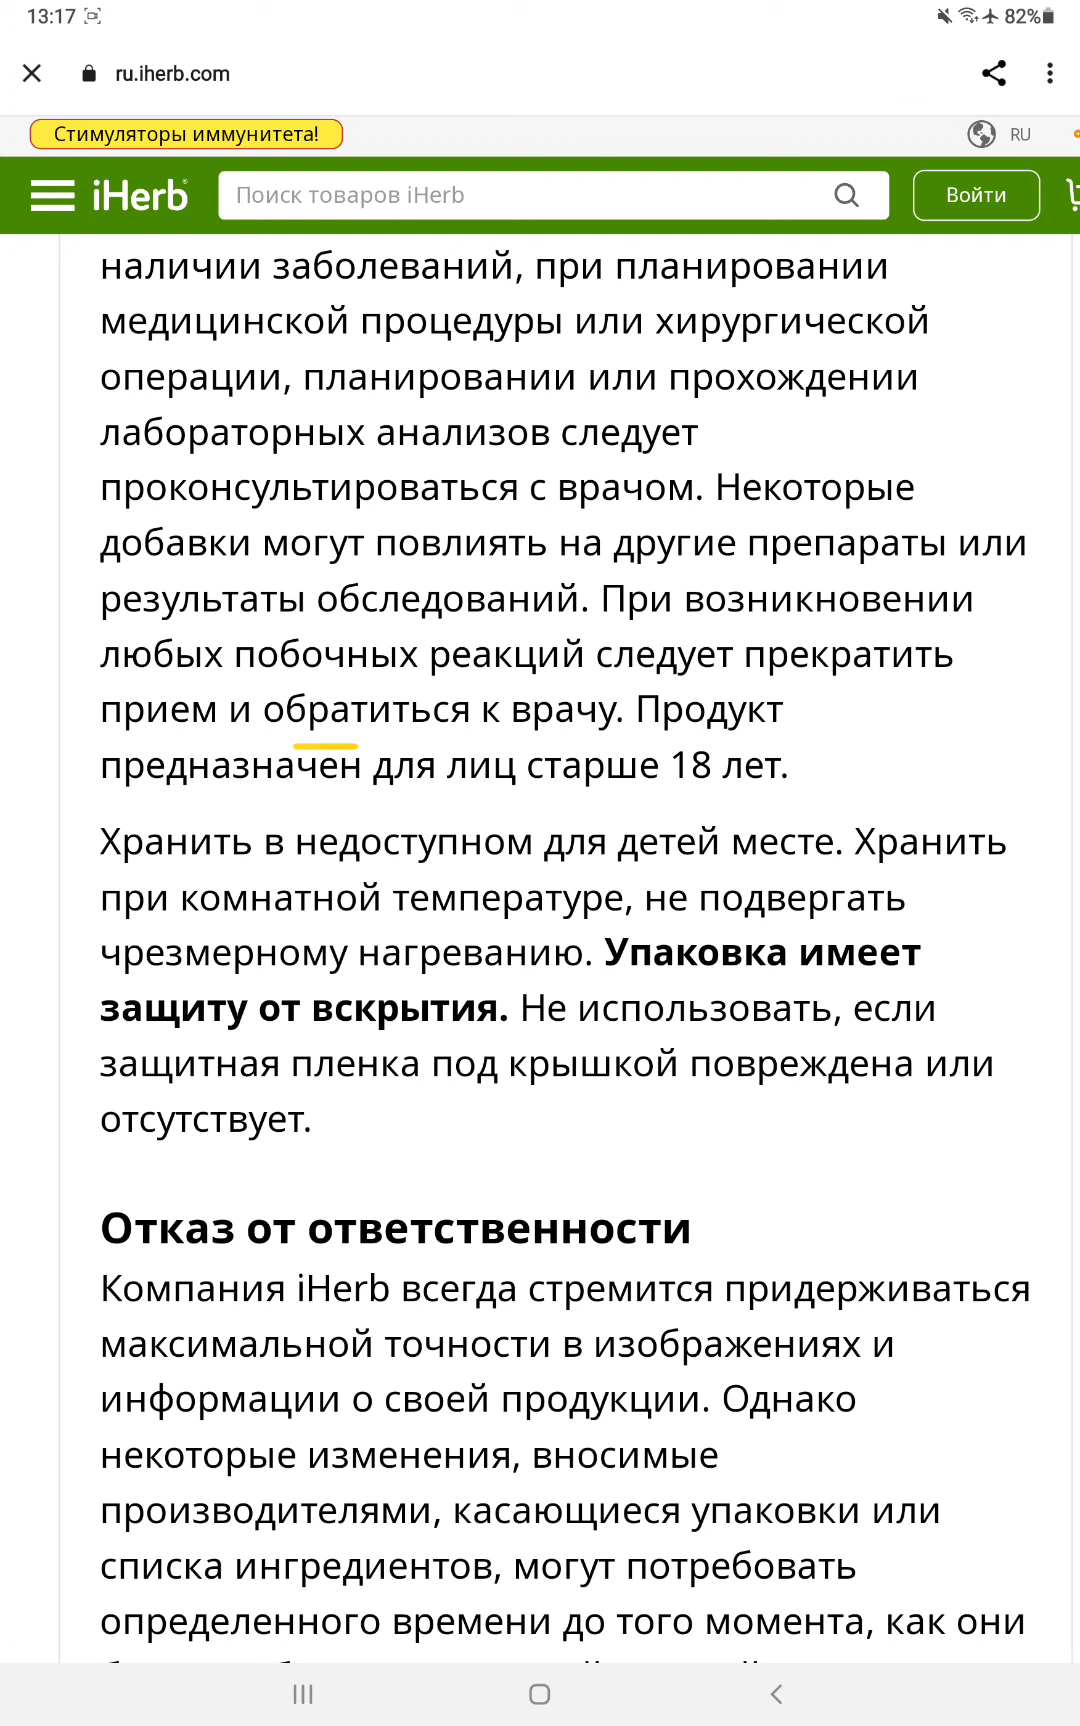 13:17 82%
ru.iherb.com
Стимуляторы иммунитета! RU
iHerb Поиск товаров iHerb Войти
наличии заболеваний, при планировании
медицинской процедуры или хирургической
операции, планировании или прохождении
лабораторных анализов следует
проконсультироваться с врачом. Некоторые
добавки могут повлиять на другие препараты или
результаты обследований. При возникновении
любых побочных реакций следует прекратить
прием и обратиться к врачу. Продукт
предназначен для лиц старше 18 лет.
Хранить в недоступном для детей месте. Хранить
при комнатной температуре, не подвергать
чрезмерному нагреванию. Упаковка имеет
защиту от вскрытия. Не использовать, если
защитная пленка под крышкой повреждена или
отсутствует.
Отказ от ответственности
Компания iHerb всегда стремится придерживаться
максимальной точности в изображениях и
информации о своей продукции. Однако
некоторые изменения, вносимые
производителями, касающиеся упаковки или
списка ингредиентов, могут потребовать
определенного времени до того момента, как они